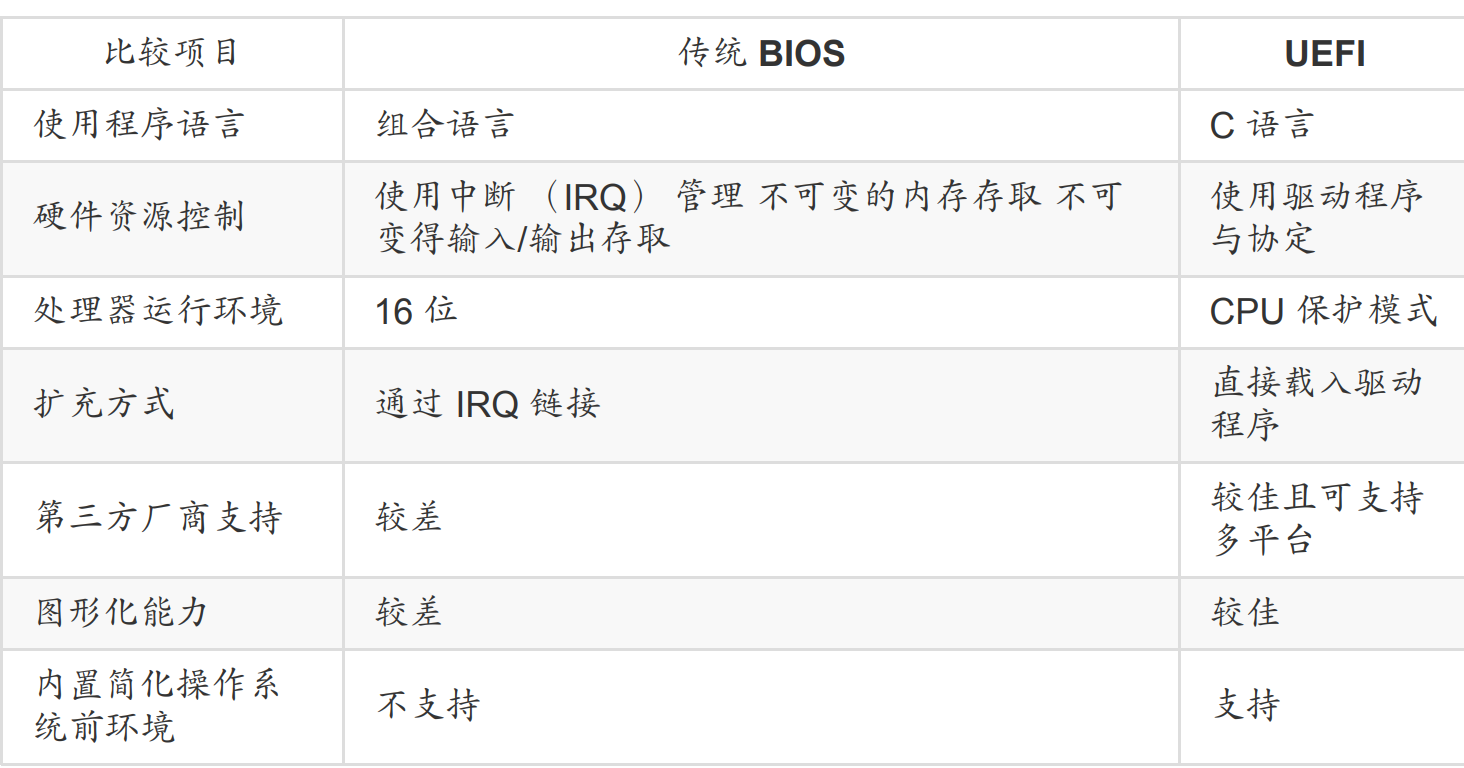 比较项目 传统 BIOS UEFI
使用程序语言 组合语言 C 语言
硬件资源控制
使用中断 （IRQ） 管理 不可变的内存存取 不可
变得输入/输出存取
使用驱动程序
与协定
处理器运行环境 16 位 CPU 保护模式
扩充方式 通过 IRQ 链接
直接载入驱动
程序
第三方厂商支持 较差
较佳且可支持
多平台
图形化能力 较差 较佳
内置简化操作系
统前环境
不支持 支持